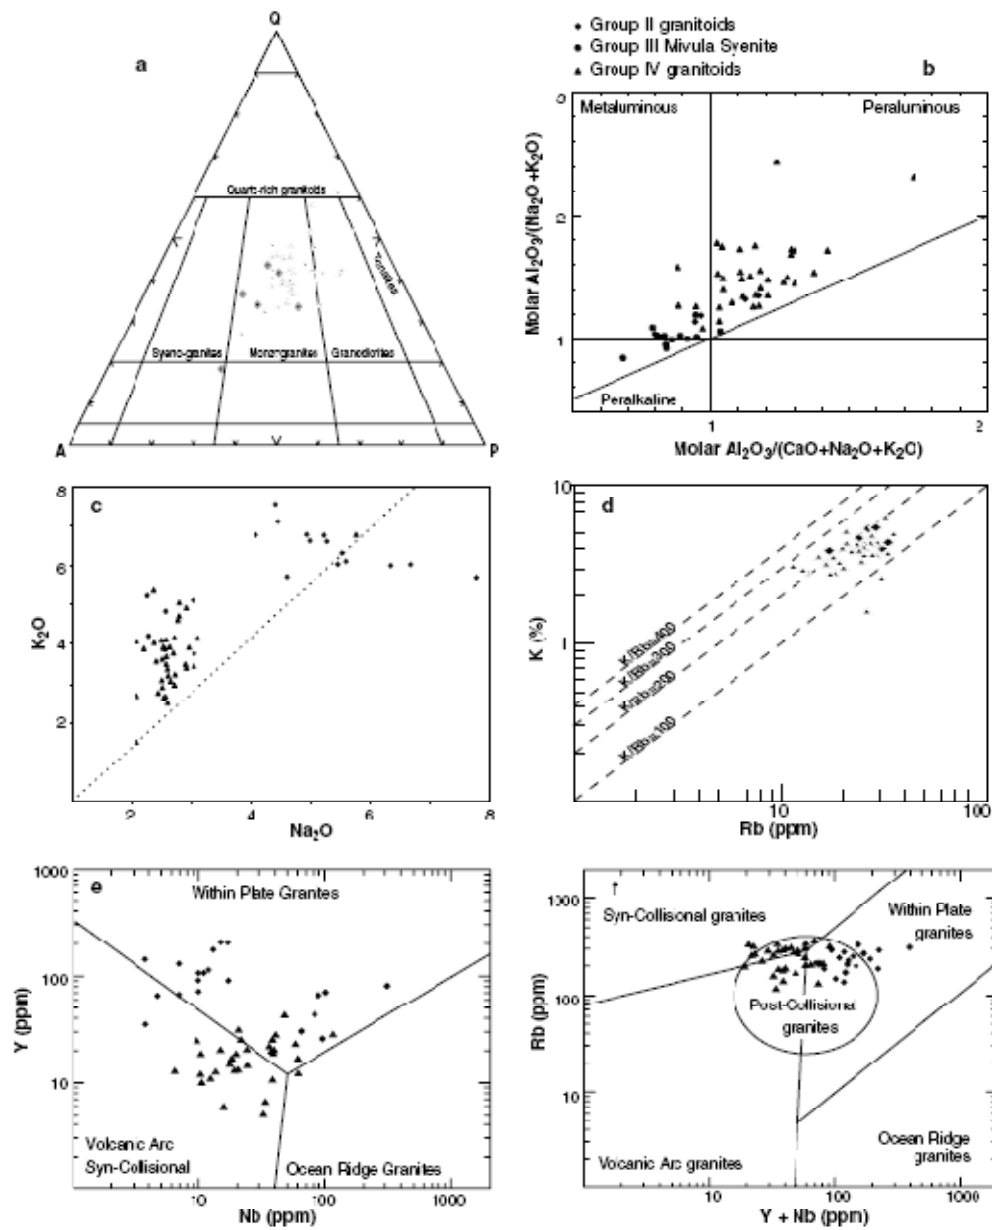 Q
a
Quartz-rich granitoids
Tonalites
Syeno-granites
Monzogranites
Granodiorites
A
P
Group II granitoids
Group III Mivula Syenite
Group IV granitoids
b
Metaluminous
Peraluminous
Peralkaline
Molar Al₂O₃/(Na₂O+K₂O)
3
2
1
1
2
Molar Al₂O₃/(CaO+Na₂O+K₂O)
c
8
6
4
2
K₂O
2
4
6
8
Na₂O
d
10
1
K (%)
K/Rb=400
K/Rb=300
K/Rb=200
K/Rb=100
10
100
Rb (ppm)
e
Within Plate Grantes
1000
100
10
Y (ppm)
Volcanic Arc
Syn-Collisional
Ocean Ridge Granites
10
100
1000
Nb (ppm)
f
Syn-Collisional granites
Within Plate
granites
1000
100
10
Rb (ppm)
Post-Collisional
granites
Volcanic Arc granites
Ocean Ridge
granites
10
100
1000
Y + Nb (ppm)